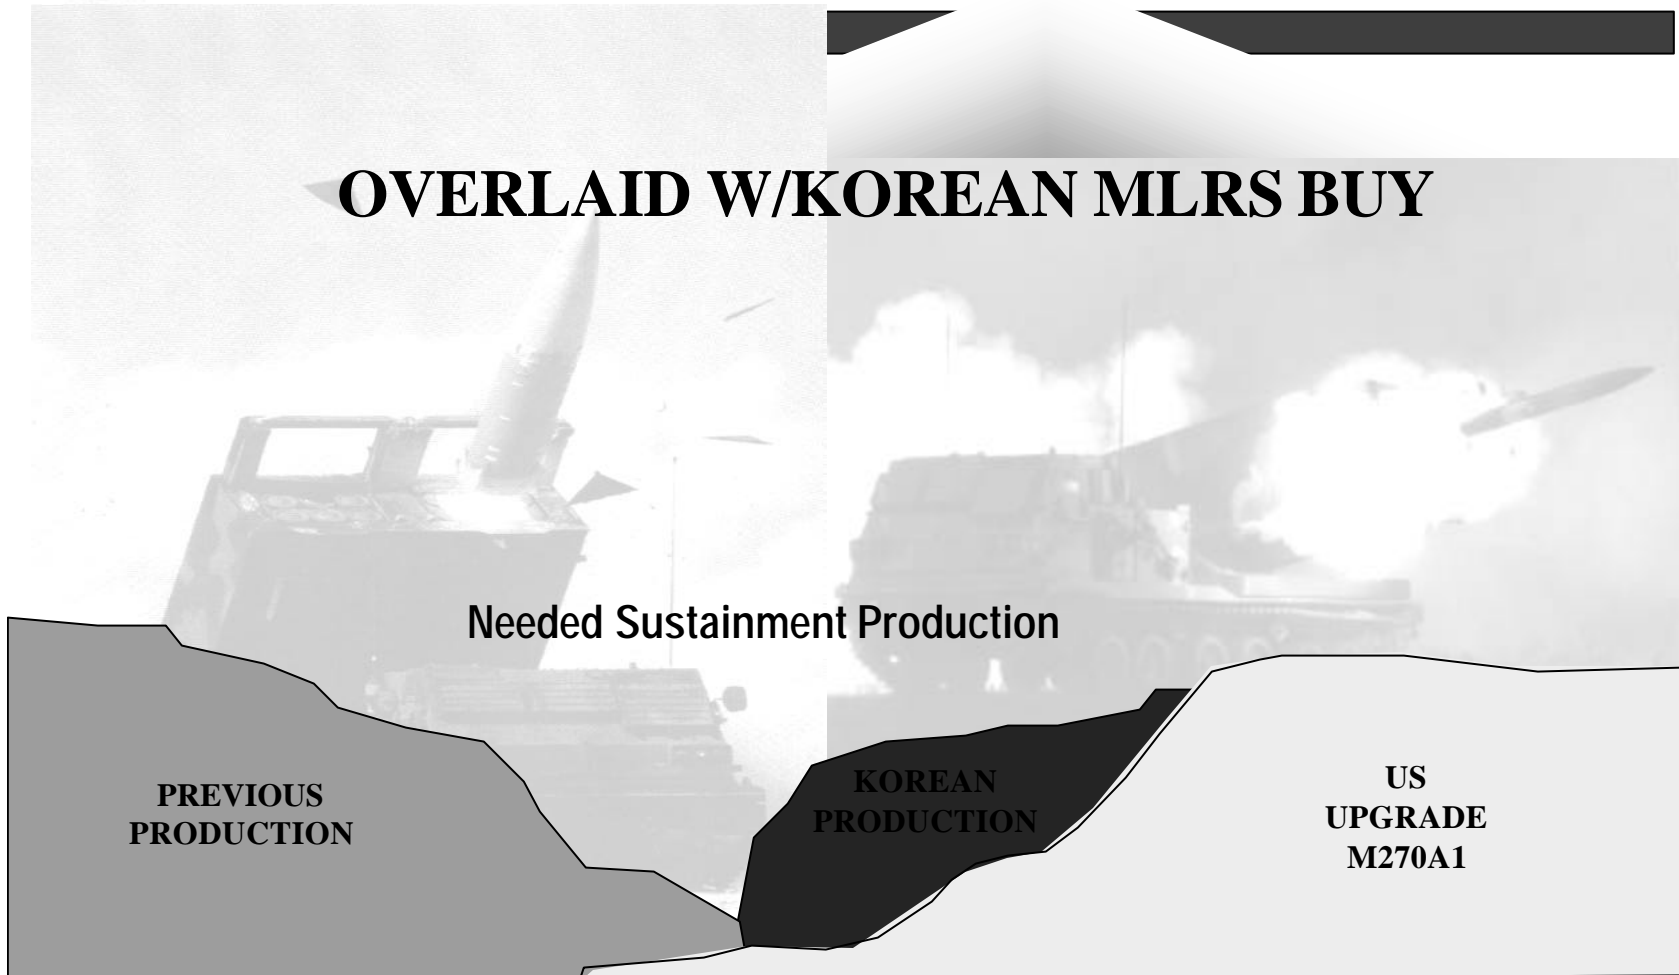 OVERLAID W/KOREAN MLRS BUY
Needed Sustainment Production
PREVIOUS
PRODUCTION
KOREAN
PRODUCTION
US
UPGRADE
M270A1